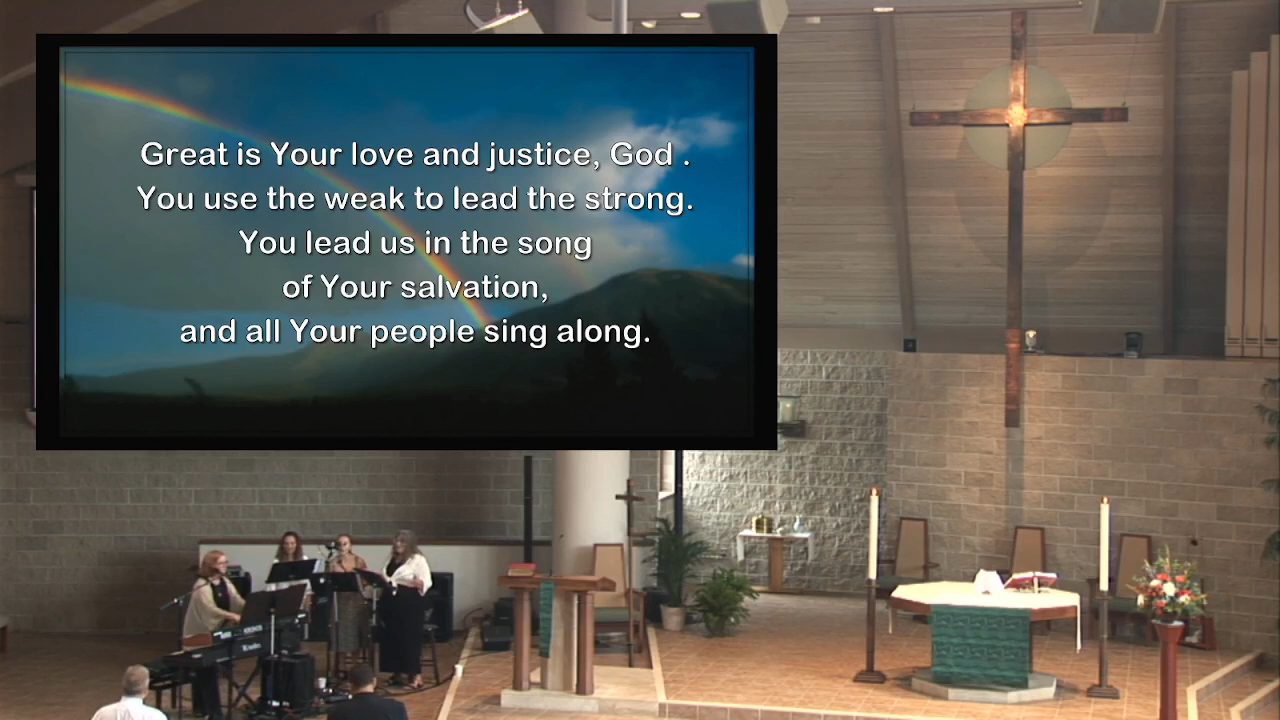 Great is Your love and justice, God .
You use the weak to lead the strong.
You lead us in the song
of Your salvation,
and all Your people sing along.